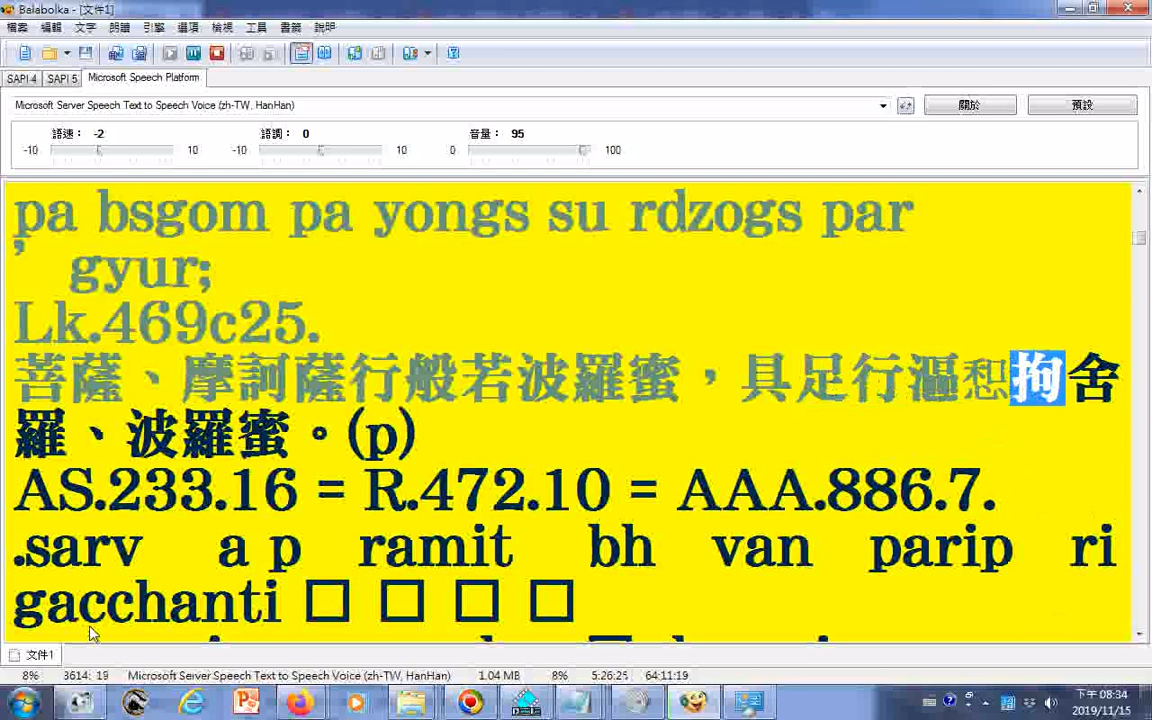 Balabolka - [文件1]
檔案 編輯 文字 朗讀 引擎 選項 檢視 工具 書籤 說明
SAPI 4 SAPI 5 Microsoft Speech Platform
Microsoft Server Speech Text to Speech Voice (zh-TW, HanHan) 關於 預設
語速： -2 語調： 0 音量： 95
-10 10 -10 10 0 100
pa bsgom pa yongs su rdzogs par
’ gyur;
Lk.469c25.
菩薩、摩訶薩行般若波羅蜜，具足行漚惒拘舍
羅、波羅蜜。(p)
AS.233.16 = R.472.10 = AAA.886.7.
.sarv a p ramit bh van parip ri
gacchanti □ □ □ □
文件1
8% 3614: 19 Microsoft Server Speech Text to Speech Voice (zh-TW, HanHan) 1.04 MB 8% 5:26:25 64:11:19
下午 08:34
2019/11/15